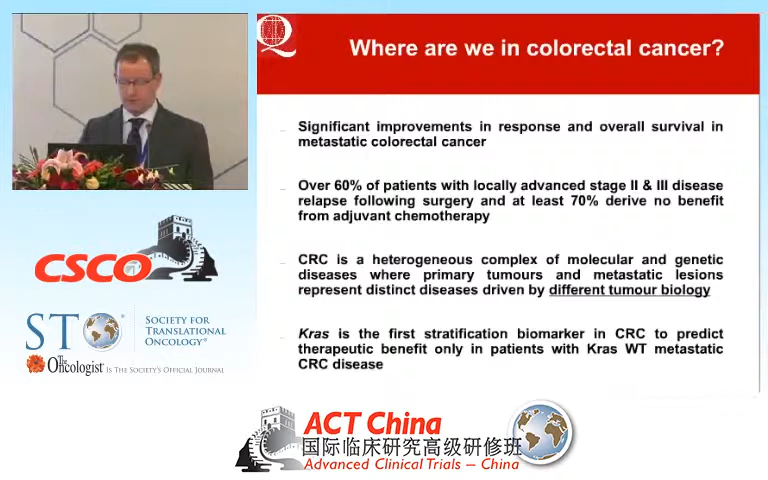 Q
Where are we in colorectal cancer?
Significant improvements in response and overall survival in
metastatic colorectal cancer
Over 60% of patients with locally advanced stage II & III disease
relapse following surgery and at least 70% derive no benefit
from adjuvant chemotherapy
CRC is a heterogeneous complex of molecular and genetic
diseases where primary tumours and metastatic lesions
represent distinct diseases driven by different tumour biology
Kras is the first stratification biomarker in CRC to predict
therapeutic benefit only in patients with Kras WT metastatic
CRC disease
CSCO
STO®
SOCIETY FOR
TRANSLATIONAL
ONCOLOGY®
The Oncologist IS THE SOCIETY'S OFFICIAL JOURNAL
ACT China
国际临床研究高级研修班
Advanced Clinical Trials – China